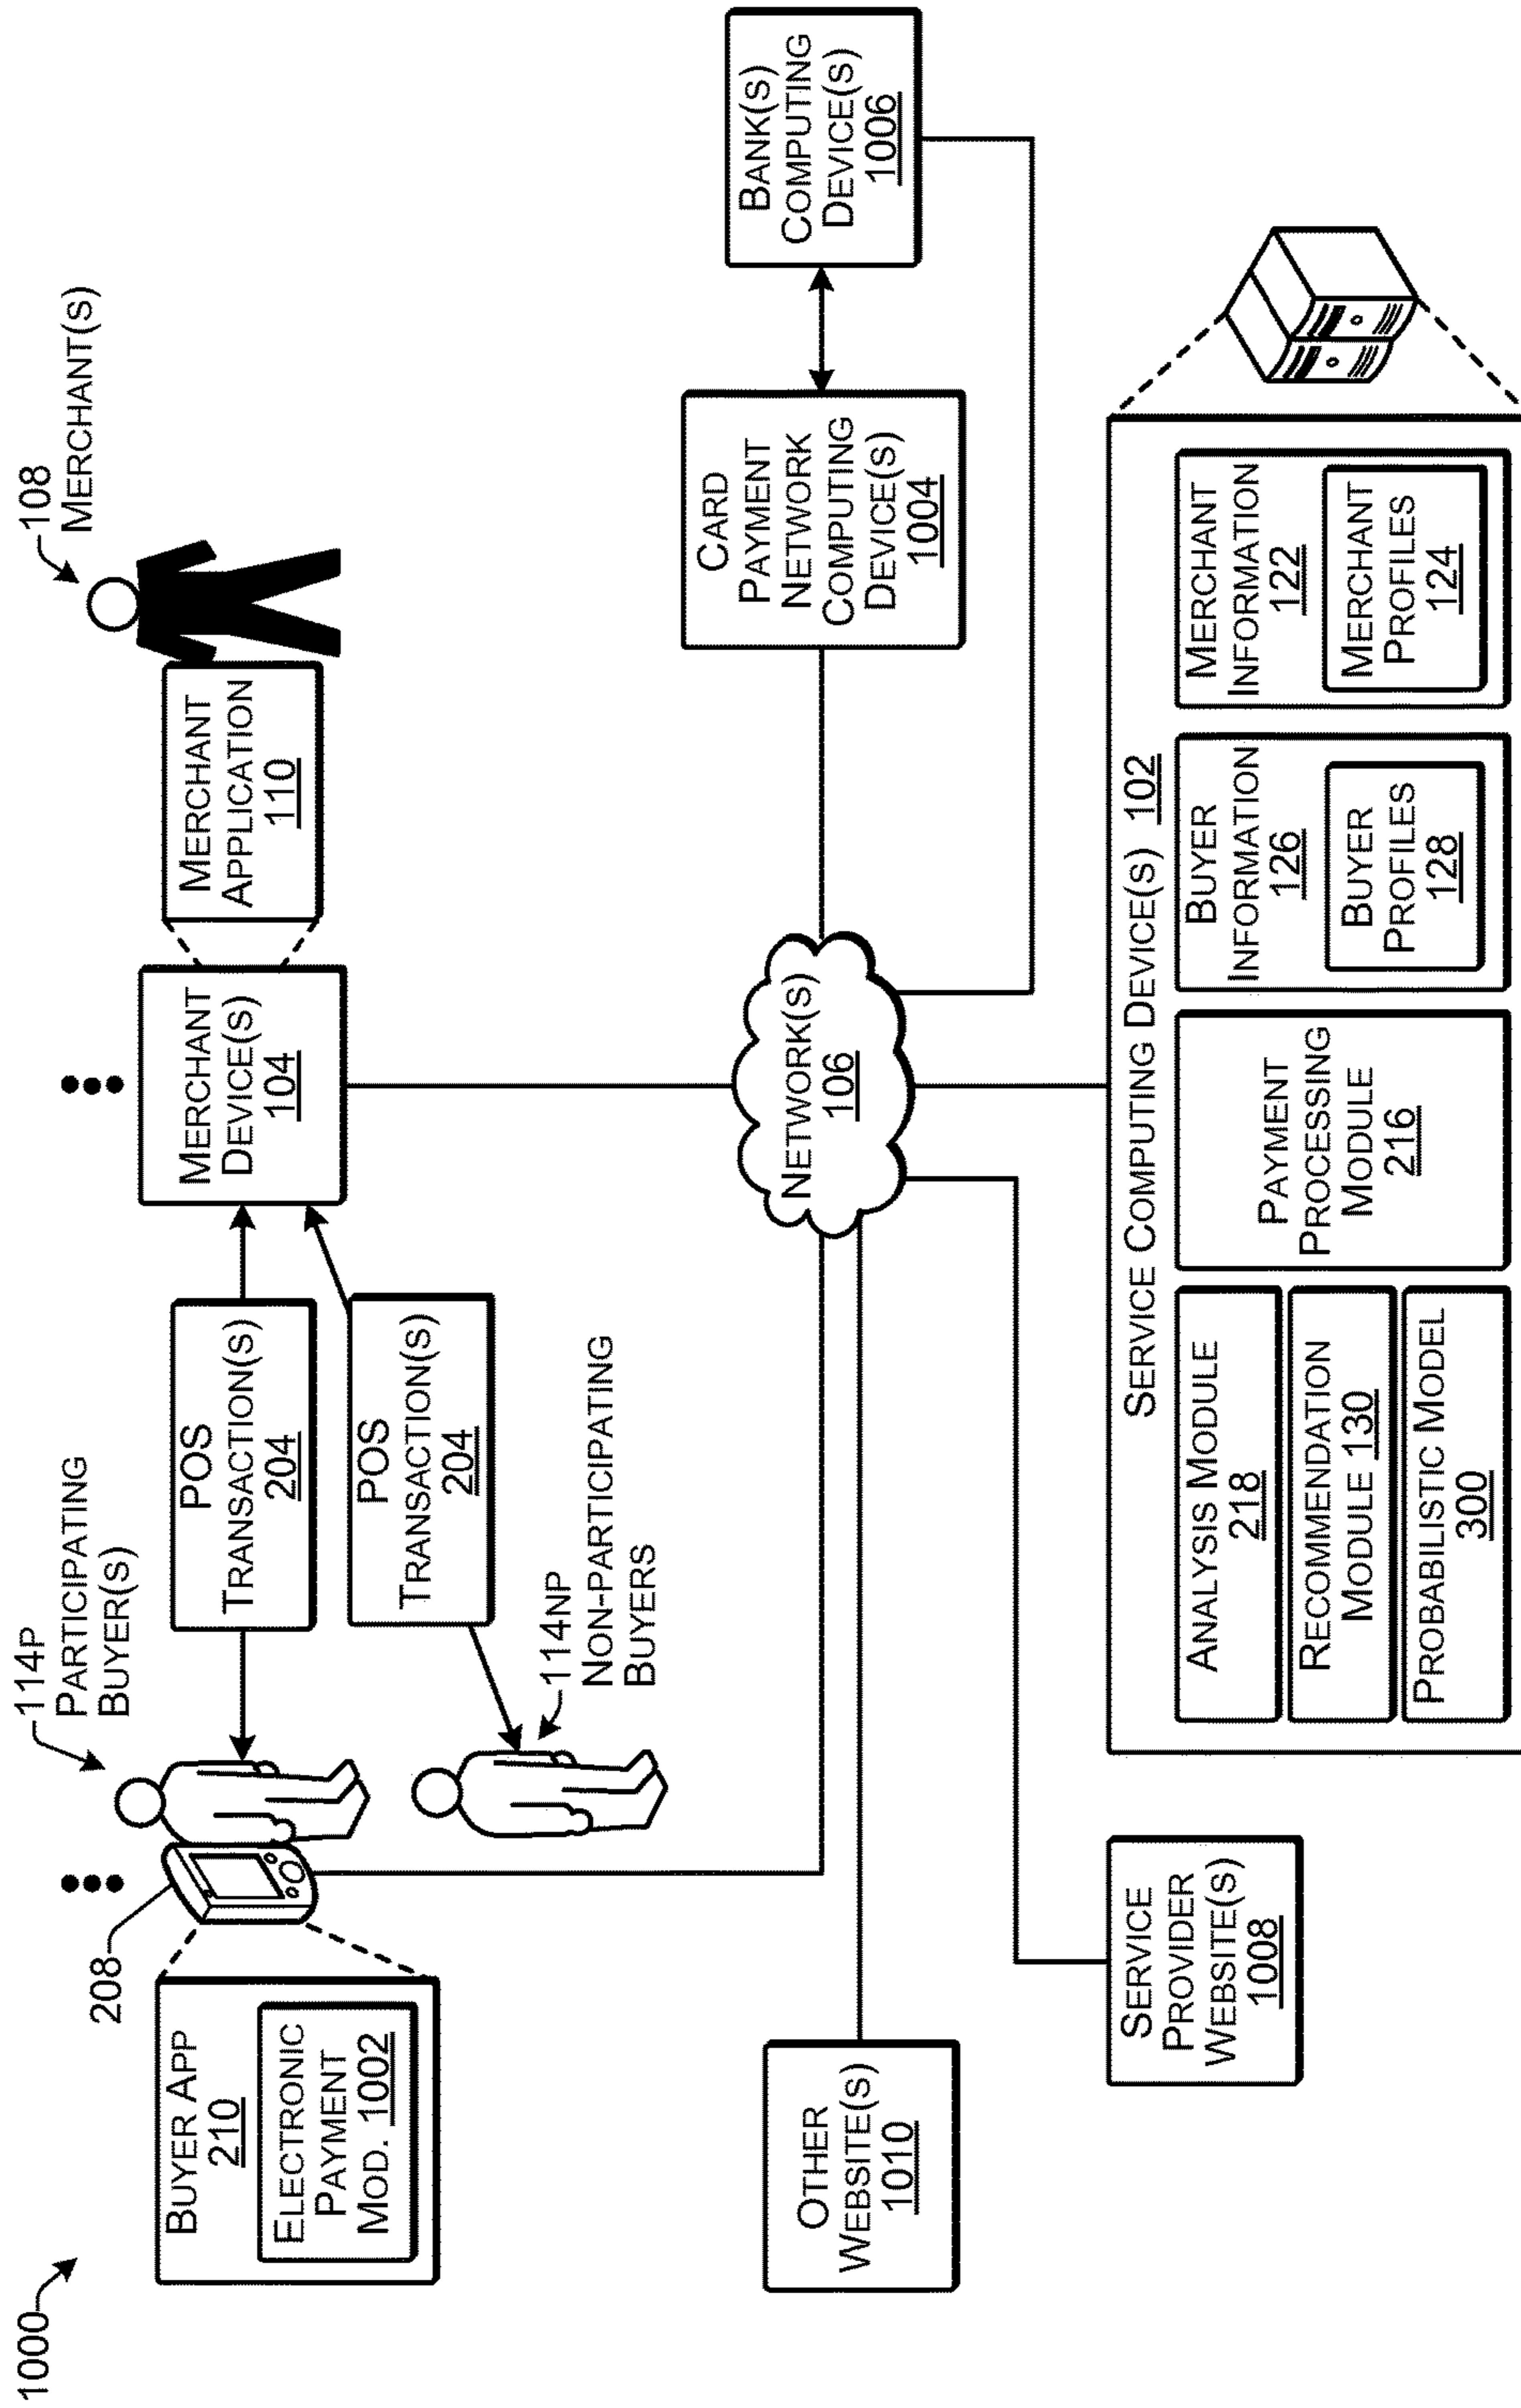 1000
BUYER APP
210
ELECTRONIC
PAYMENT
MOD. 1002
208
114P
PARTICIPATING
BUYER(S)
POS
TRANSACTION(S)
204
POS
TRANSACTION(S)
204
114NP
NON-PARTICIPATING
BUYERS
MERCHANT
DEVICE(S)
104
MERCHANT
APPLICATION
110
108
MERCHANT(S)
OTHER
WEBSITE(S)
1010
NETWORK(S)
106
CARD
PAYMENT
NETWORK
COMPUTING
DEVICE(S)
1004
BANK(S)
COMPUTING
DEVICE(S)
1006
SERVICE
PROVIDER
WEBSITE(S)
1008
SERVICE COMPUTING DEVICE(S) 102
ANALYSIS MODULE
218
RECOMMENDATION
MODULE 130
PROBABILISTIC MODEL
300
PAYMENT
PROCESSING
MODULE
216
BUYER
INFORMATION
126
BUYER
PROFILES
128
MERCHANT
INFORMATION
122
MERCHANT
PROFILES
124